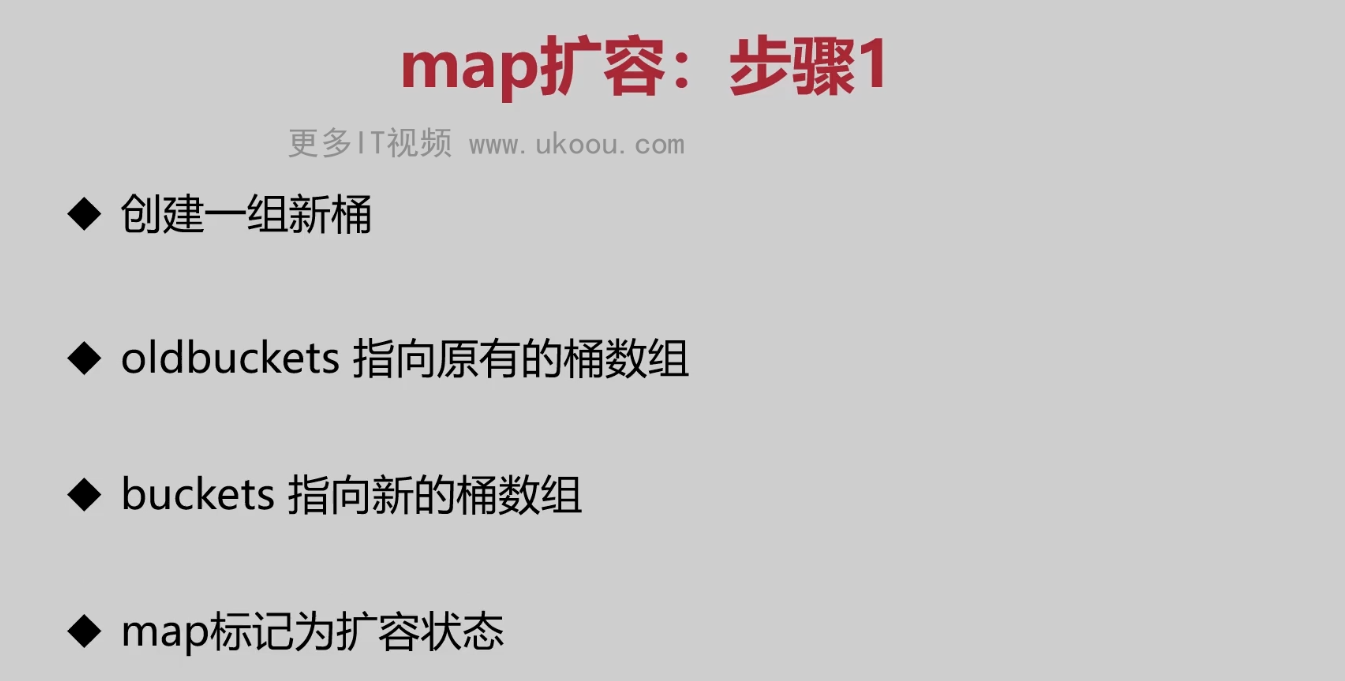 map扩容：步骤1
更多IT视频 www.ukoou.com
◆ 创建一组新桶
◆ oldbuckets 指向原有的桶数组
◆ buckets 指向新的桶数组
◆ map标记为扩容状态